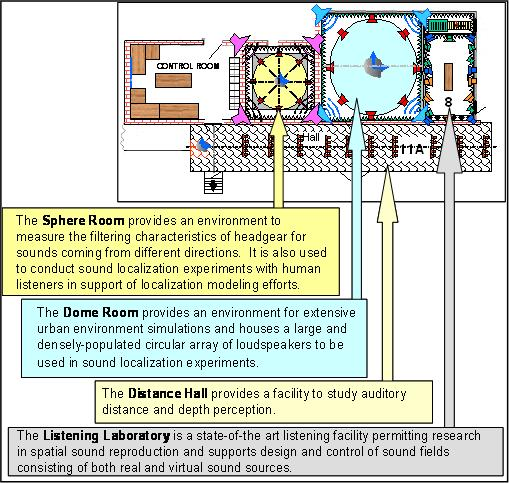 CONTROL ROOM
8
Hall
11A
The Sphere Room provides an environment to
measure the filtering characteristics of headgear for
sounds coming from different directions.  It is also used
to conduct sound localization experiments with human
listeners in support of localization modeling efforts.
The Dome Room provides an environment for extensive
urban environment simulations and houses a large and
densely-populated circular array of loudspeakers to be
used in sound localization experiments.
The Distance Hall provides a facility to study auditory
distance and depth perception.
The Listening Laboratory is a state-of-the art listening facility permitting research
in spatial sound reproduction and supports design and control of sound fields
consisting of both real and virtual sound sources.